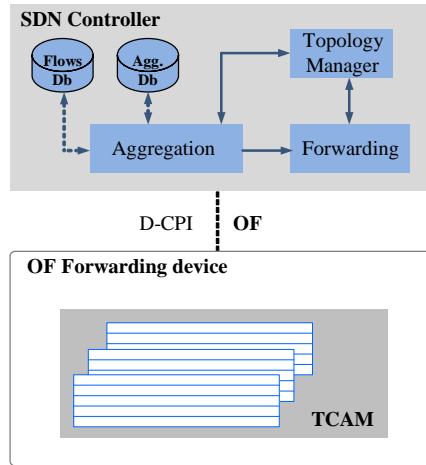 SDN Controller
Flows
Db
Agg.
Db
Topology
Manager
Aggregation
Forwarding
D-CPI
OF
OF Forwarding device
TCAM